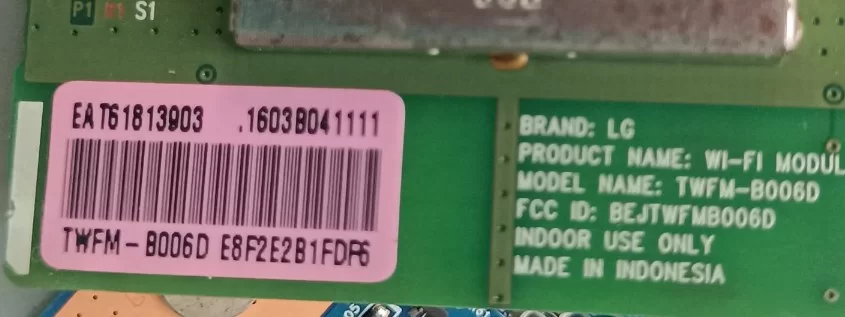 P1 S1
EAT61813903 .1603B041111
TWFM-B006D E8F2E2B1FDF6
BRAND: LG
PRODUCT NAME: WI-FI MODUL
MODEL NAME: TWFM-B006D
FCC ID: BEJTWFMB006D
INDOOR USE ONLY
MADE IN INDONESIA